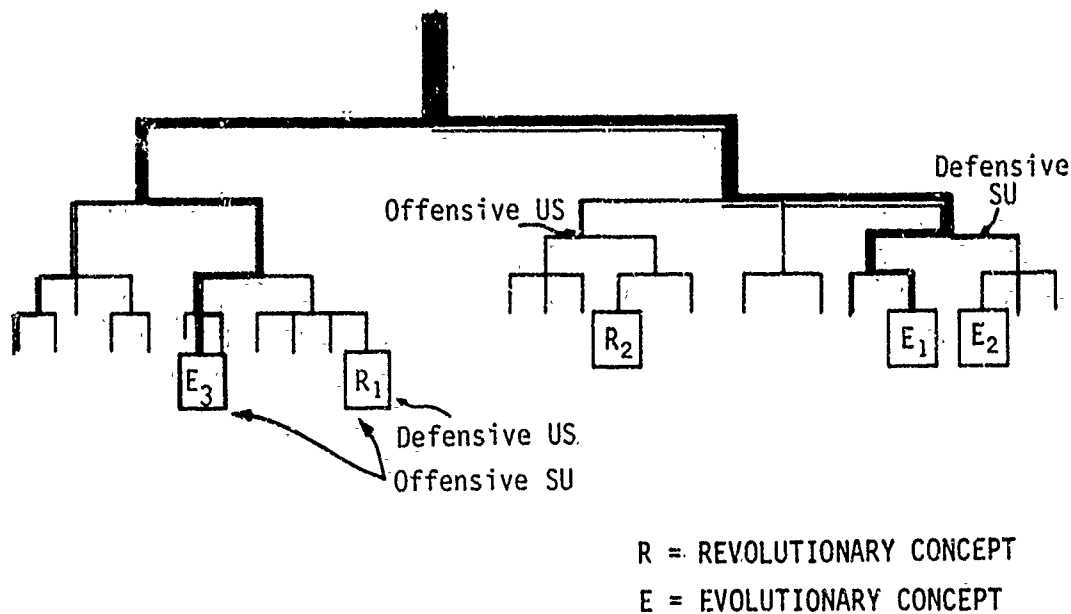 Defensive
SU
Offensive US
R2
E1
E2
E3
R1
Defensive US
Offensive SU
R = REVOLUTIONARY CONCEPT
E = EVOLUTIONARY CONCEPT